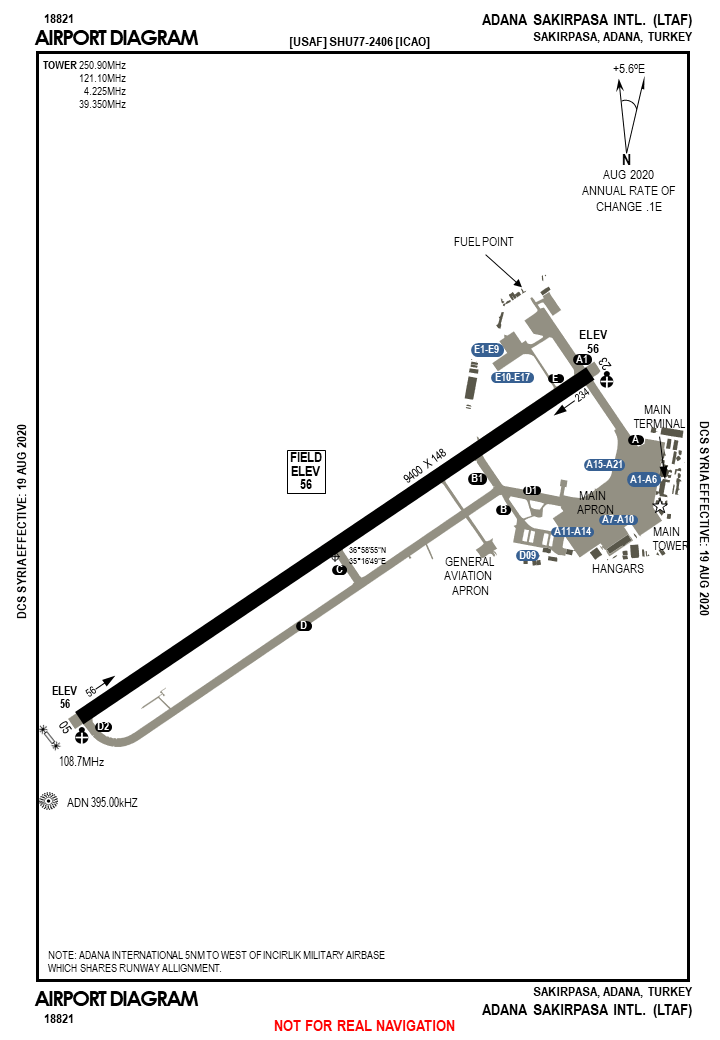 18821
AIRPORT DIAGRAM
[USAF] SHU77-2406 [ICAO]
ADANA SAKIRPASA INTL. (LTAF)
SAKIRPASA, ADANA, TURKEY
TOWER 250.90MHz
121.10MHz
4.225MHz
39.350MHz
+5.6ºE
N
AUG 2020
ANNUAL RATE OF
CHANGE .1E
FUEL POINT
ELEV
56
A1
23
E1-E9
E10-E17
E
234
MAIN
TERMINAL
A
9400 X 148
FIELD
ELEV
56
A15-A21
A1-A6
B1
D1
MAIN
APRON
B
A7-A10
A11-A14
MAIN
TOWER
D09
HANGARS
36°58'55"N
35°16'49"E
C
GENERAL
AVIATION
APRON
D
ELEV
56
56
05
D2
108.7MHz
ADN 395.00kHZ
DCS SYRIA EFFECTIVE: 19 AUG 2020
DCS SYRIA EFFECTIVE: 19 AUG 2020
NOTE: ADANA INTERNATIONAL 5NM TO WEST OF INCIRLIK MILITARY AIRBASE
WHICH SHARES RUNWAY ALLIGNMENT.
AIRPORT DIAGRAM
18821
NOT FOR REAL NAVIGATION
SAKIRPASA, ADANA, TURKEY
ADANA SAKIRPASA INTL. (LTAF)